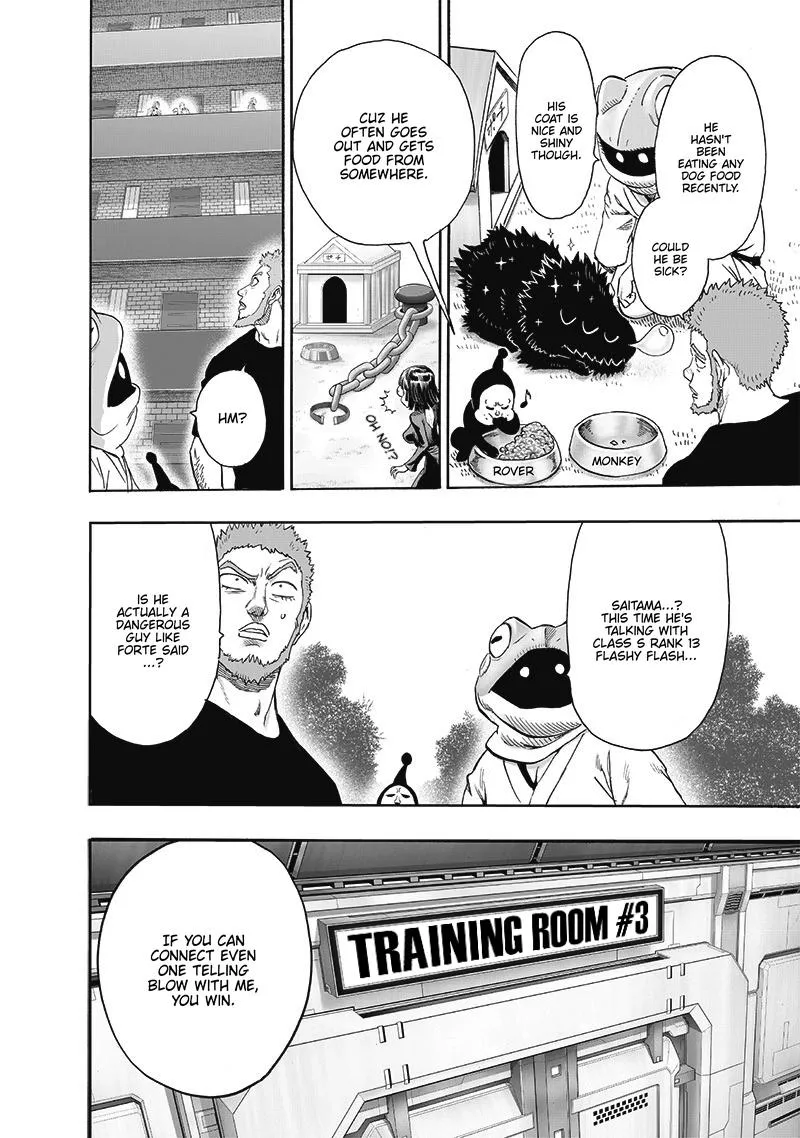 HE
HASN'T
BEEN
EATING ANY
DOG FOOD
RECENTLY.
COULD
HE BE
SICK?
HIS
COAT IS
NICE AND
SHINY
THOUGH.
ROVER
MONKEY
CUZ HE
OFTEN GOES
OUT AND GETS
FOOD FROM
SOMEWHERE.
OH NO!?
HM?
SAITAMA...?
THIS TIME HE'S
TALKING WITH
CLASS S RANK 13
FLASHY FLASH...
IS HE
ACTUALLY A
DANGEROUS
GUY LIKE
FORTE SAID
...?
TRAINING ROOM #3
IF YOU CAN
CONNECT EVEN
ONE TELLING
BLOW WITH ME,
YOU WIN.